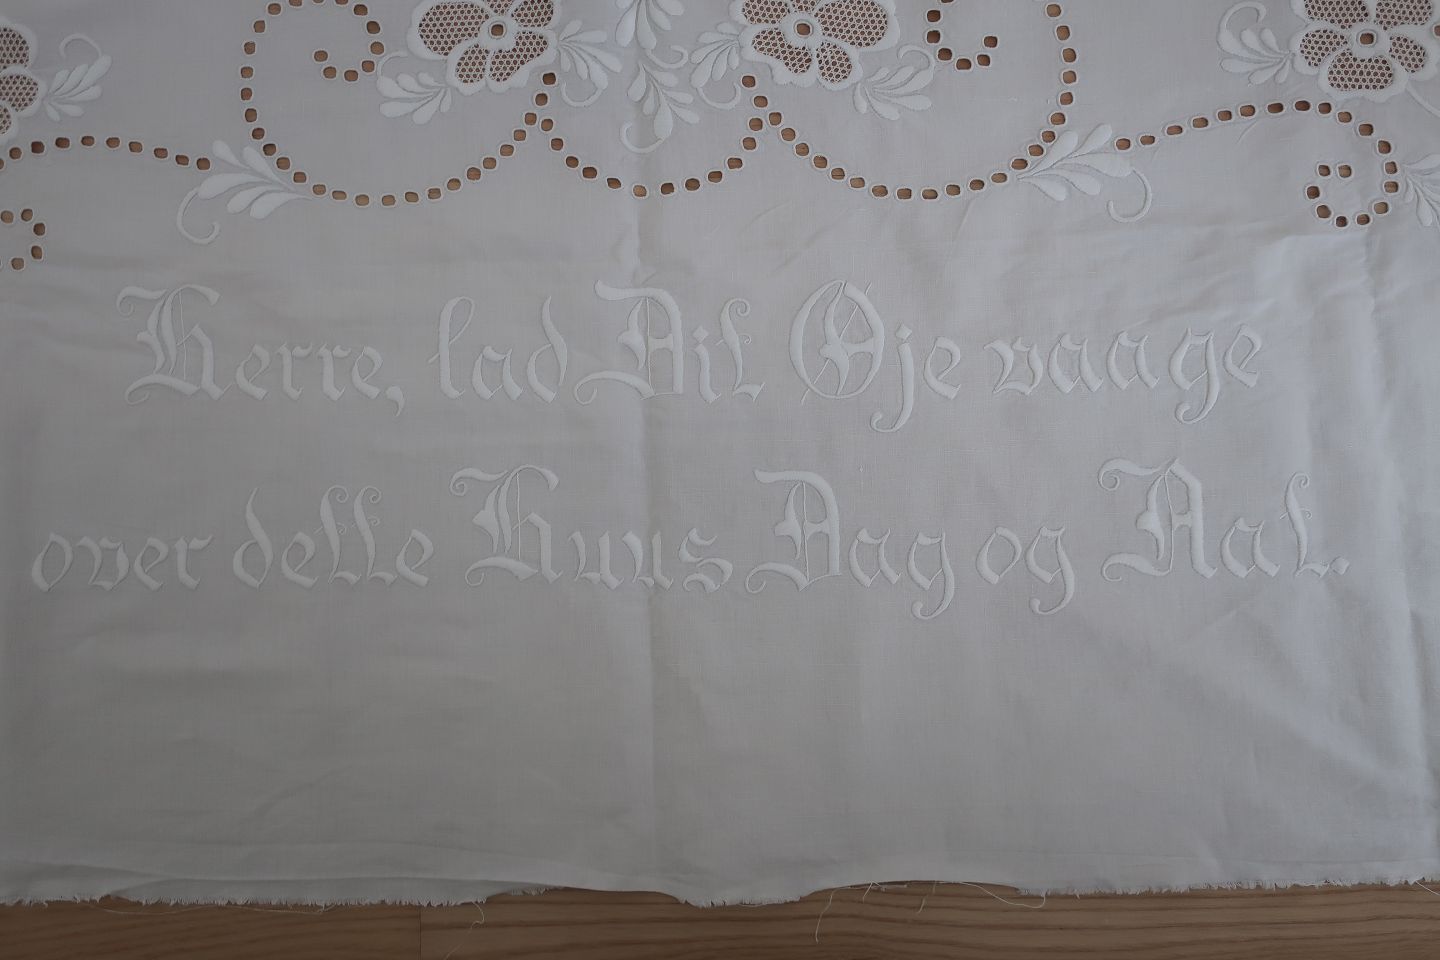 Herre, lad Dit Øje vaage
over dette Huus Dag og Nat.